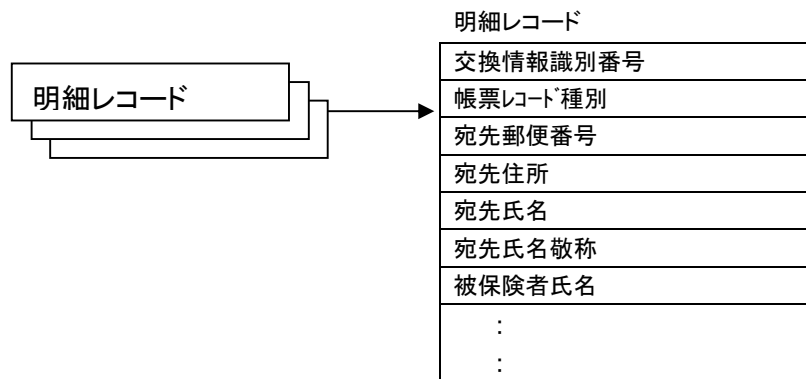 明細レコード
明細レコード
交換情報識別番号
帳票ﾚｺｰﾄﾞ種別
宛先郵便番号
宛先住所
宛先氏名
宛先氏名敬称
被保険者氏名
：
：